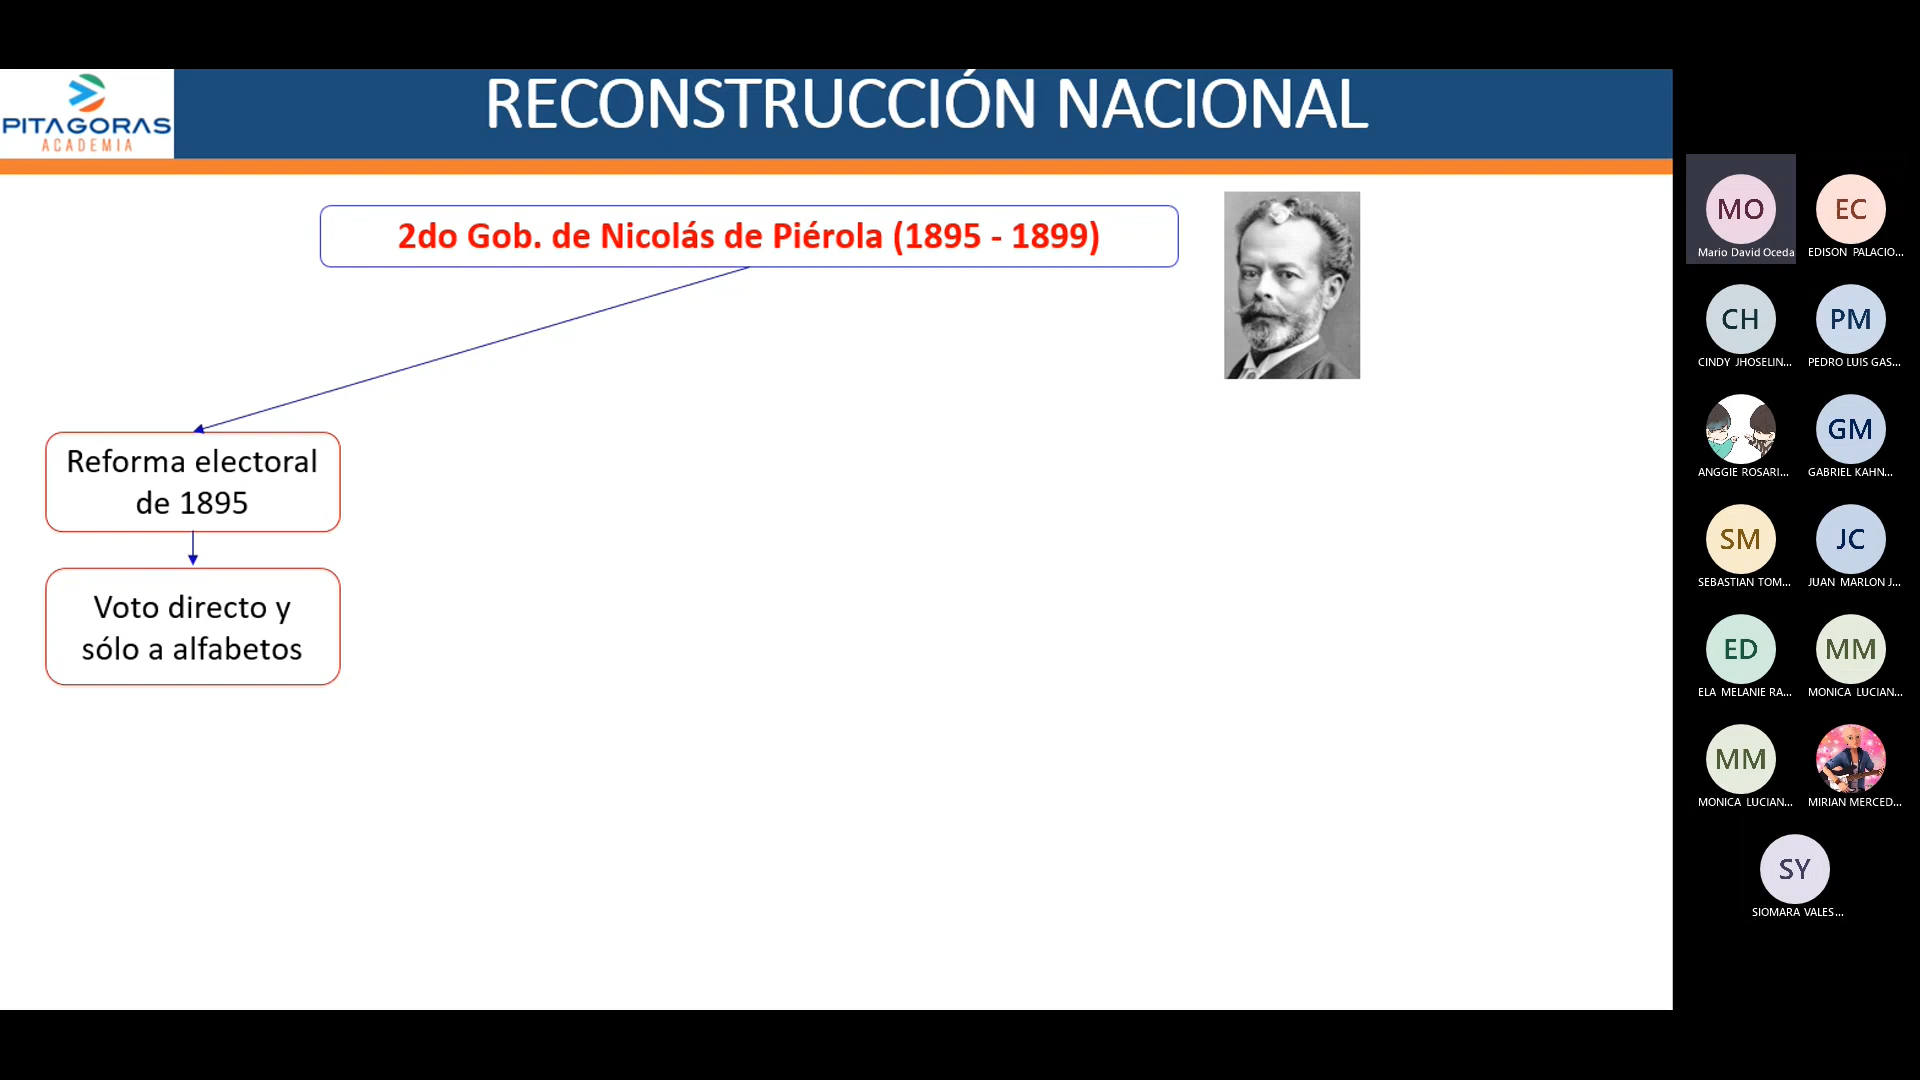 PITAGORAS
ACADEMIA
RECONSTRUCCIÓN NACIONAL
2do Gob. de Nicolás de Piérola (1895 - 1899)
Reforma electoral
de 1895
Voto directo y
sólo a alfabetos
MO
Mario David Oceda
EC
EDISON PALACIO...
CH
CINDY JHOSELIN...
PM
PEDRO LUIS GAS...
ANGGIE ROSARI...
GM
GABRIEL KAHN...
SM
SEBASTIAN TOM...
JC
JUAN MARLON J...
ED
ELA MELANIE RA...
MM
MONICA LUCIAN...
MM
MONICA LUCIAN...
MIRIAN MERCED...
SY
SIOMARA VALES...